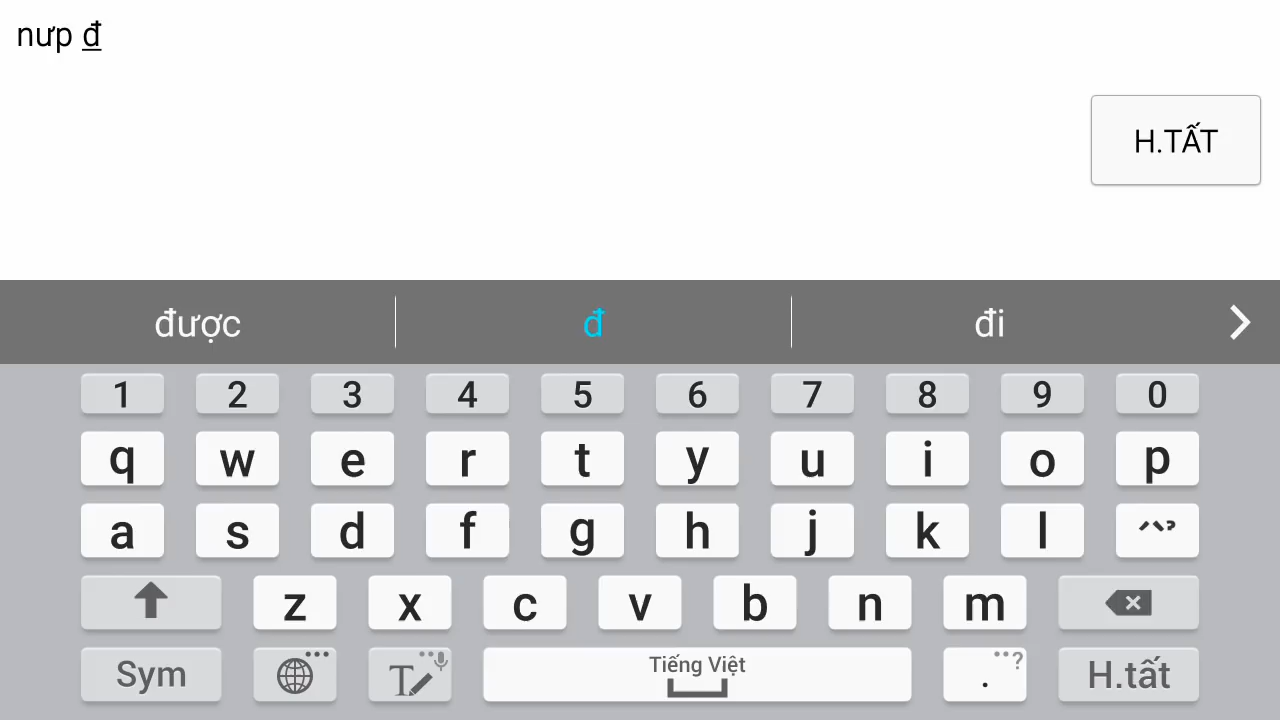 nưp đ
H.TẤT
được đ đi
1 2 3 4 5 6 7 8 9 0
q w e r t y u i o p
a s d f g h j k l
z x c v b n m
Sym Tiếng Việt . ? H.tất